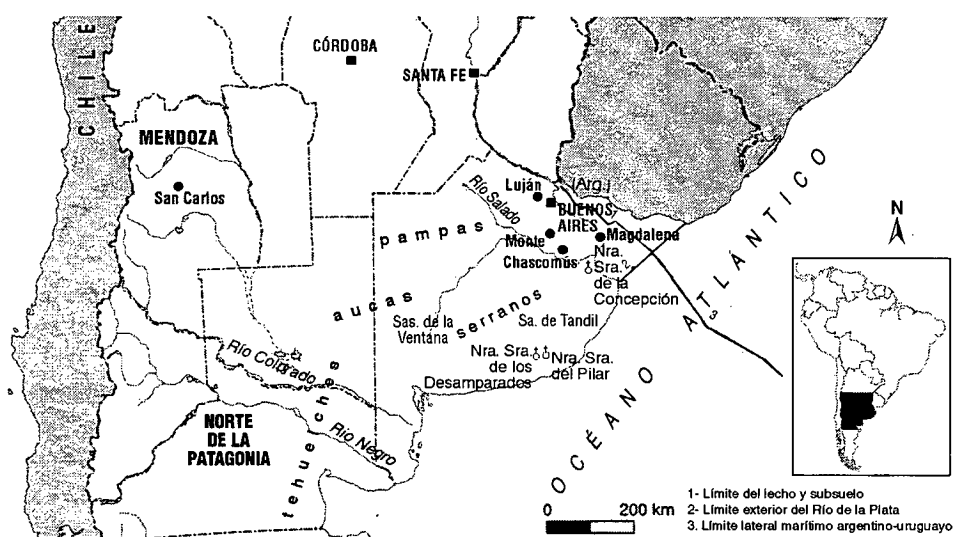 CHILE
CÓRDOBA
SANTA FE
MENDOZA
San Carlos
Luján
(Arg.)
Río Salado
BUENOS
AIRES
pampas
Monte
Magdalena
Chascomús
Nra.
Sra.
de la
Concepción
2
aucas
serranos
Sas. de la
Ventana
Sa. de Tandil
Nra. Sra.
de los
Desamparados
Nra. Sra.
del Pilar
Río Colorado
tehuelches
NORTE
DE LA
PATAGONIA
Río Negro
OCÉANO ATLÁNTICO
3
N
0 200 km
1- Límite del lecho y subsuelo
2- Límite exterior del Río de la Plata
3. Límite lateral marítimo argentino-uruguayo